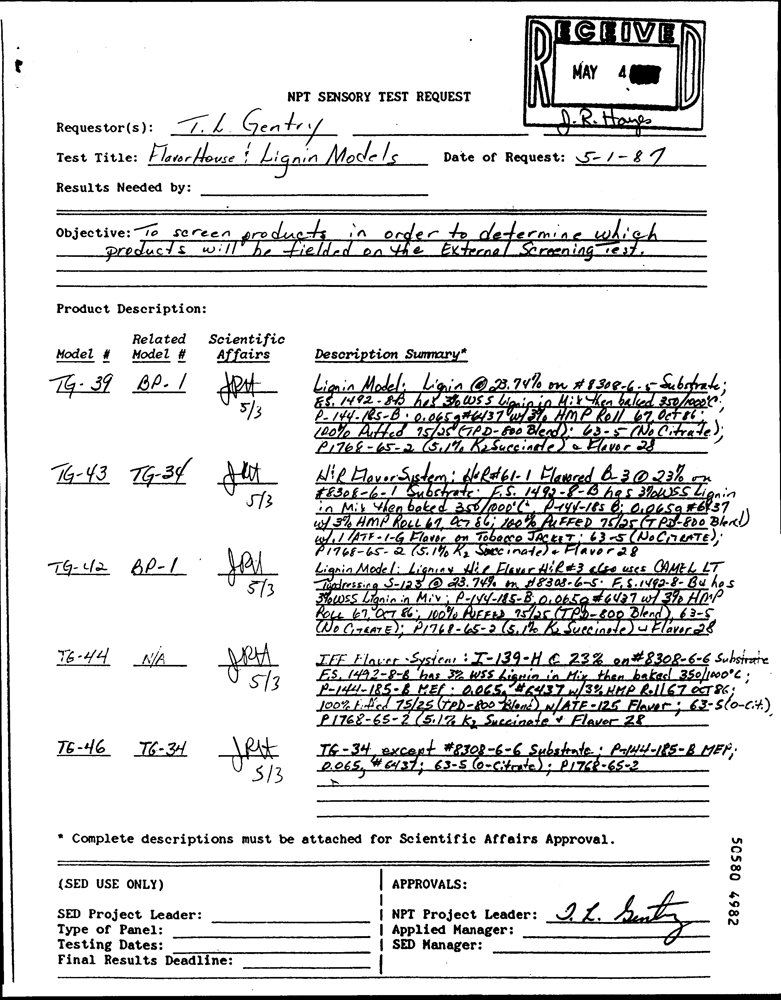 RECEIVED
MAY 4
J. R. Hayes
NPT SENSORY TEST REQUEST
Requestor(s): T. L. Gentry
Test Title: FlavorHouse & Lignin Models Date of Request: 5-1-87
Results Needed by:
Objective: To screen products in order to determine which
products will be fielded on the External Screening Test.
Product Description:
Related Scientific
Model # Model # Affairs Description Summary*
TG-39 BP-1 JRH 5/3 Lignin Model: Lignin @ 23.74% on #8308-6-5 Substrate;
F.S. 1492-8-B has 3% WSS Lignin in Mix then baked 350/1000°C;
P-144-185-B; 0.065g #6437 w/3% HMP Roll 67, Oct 86;
100% Puffed 75/25 (TPD-800 Blend); 63-5 (No Citrate);
P1768-65-2 (5.1% K2 Succinate) & Flavor 28
TG-43 TG-34 JRH 5/3 H&R Flavor System: H&R #61-1 Flavored B-3 @ 23% on
#8308-6-1 Substrate; F.S. 1492-8-B has 3% WSS Lignin
in Mix then baked 350/1000°C; P-144-185 B; 0.065g #6437
w/ 3% HMP ROLL 67, OCT 86; 100% PUFFED 75/25 (TPD-800 Blend)
w/.1 / ATF-1-G Flavor on Tobacco JACKET; 63-5 (No CITRATE);
P1768-65-2 (5.1% K2 Succinate) & Flavor 28
TG-42 BP-1 JRH 5/3 Lignin Model: Lignin H&R Flavor H&R #3 also uses CAMEL LT
Topdressing S-123 @ 23.74% on #8308-6-5; F.S. 1492-8-B has
3% WSS Lignin in Mix; P-144-185-B; 0.065g #6437 w/ 3% HMP
ROLL 67, OCT 86; 100% PUFFED 75/25 (TPD-800 Blend), 63-5
(No CITRATE); P1768-65-2 (5.1% K2 Succinate) & Flavor 28
TG-44 N/A JRH 5/3 IFF Flavor System: I-139-H @ 23% on #8308-6-6 Substrate
F.S. 1492-8-B has 3% WSS Lignin in Mix then baked 350/1000°C;
P-144-185-B MEP; 0.065g #6437 w/3% HMP Roll 67 OCT 86;
100% Puffed 75/25 (TPD-800 Blend) w/ATF-125 Flavor; 63-5 (0-Cit.)
P1768-65-2 (5.1% K2 Succinate & Flavor 28
TG-46 TG-34 JRH 5/3 TG-34 except #8308-6-6 Substrate; P-144-185-B MEP;
0.065g #6437; 63-5 (0-Citrate); P1768-65-2
* Complete descriptions must be attached for Scientific Affairs Approval.
(SED USE ONLY) APPROVALS:
SED Project Leader: NPT Project Leader: T. L. Gentry
Type of Panel: Applied Manager:
Testing Dates: SED Manager:
Final Results Deadline:
50580 4982